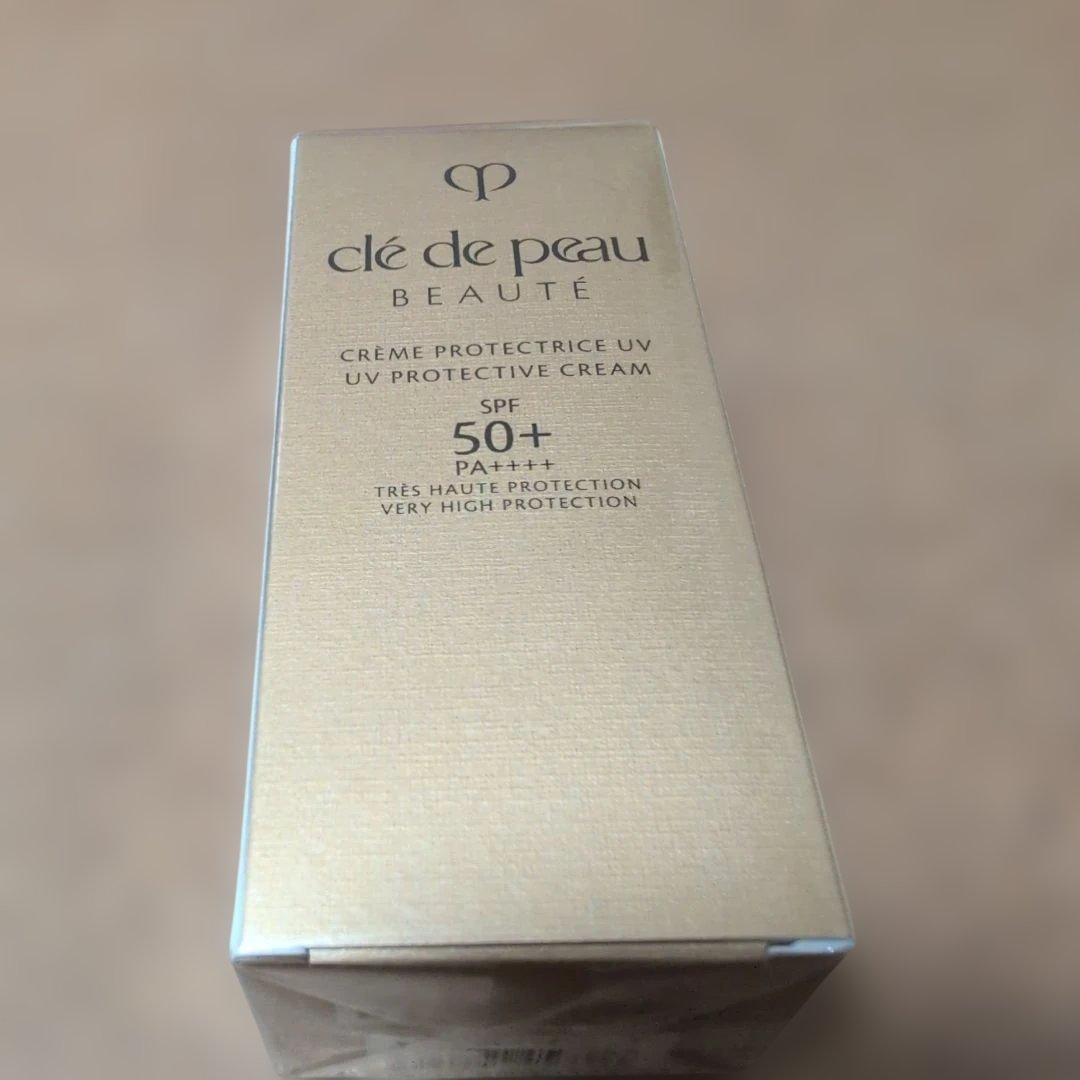 clé de peau
BEAUTÉ
CRÈME PROTECTRICE UV
UV PROTECTIVE CREAM
SPF
50+
PA++++
TRÈS HAUTE PROTECTION
VERY HIGH PROTECTION